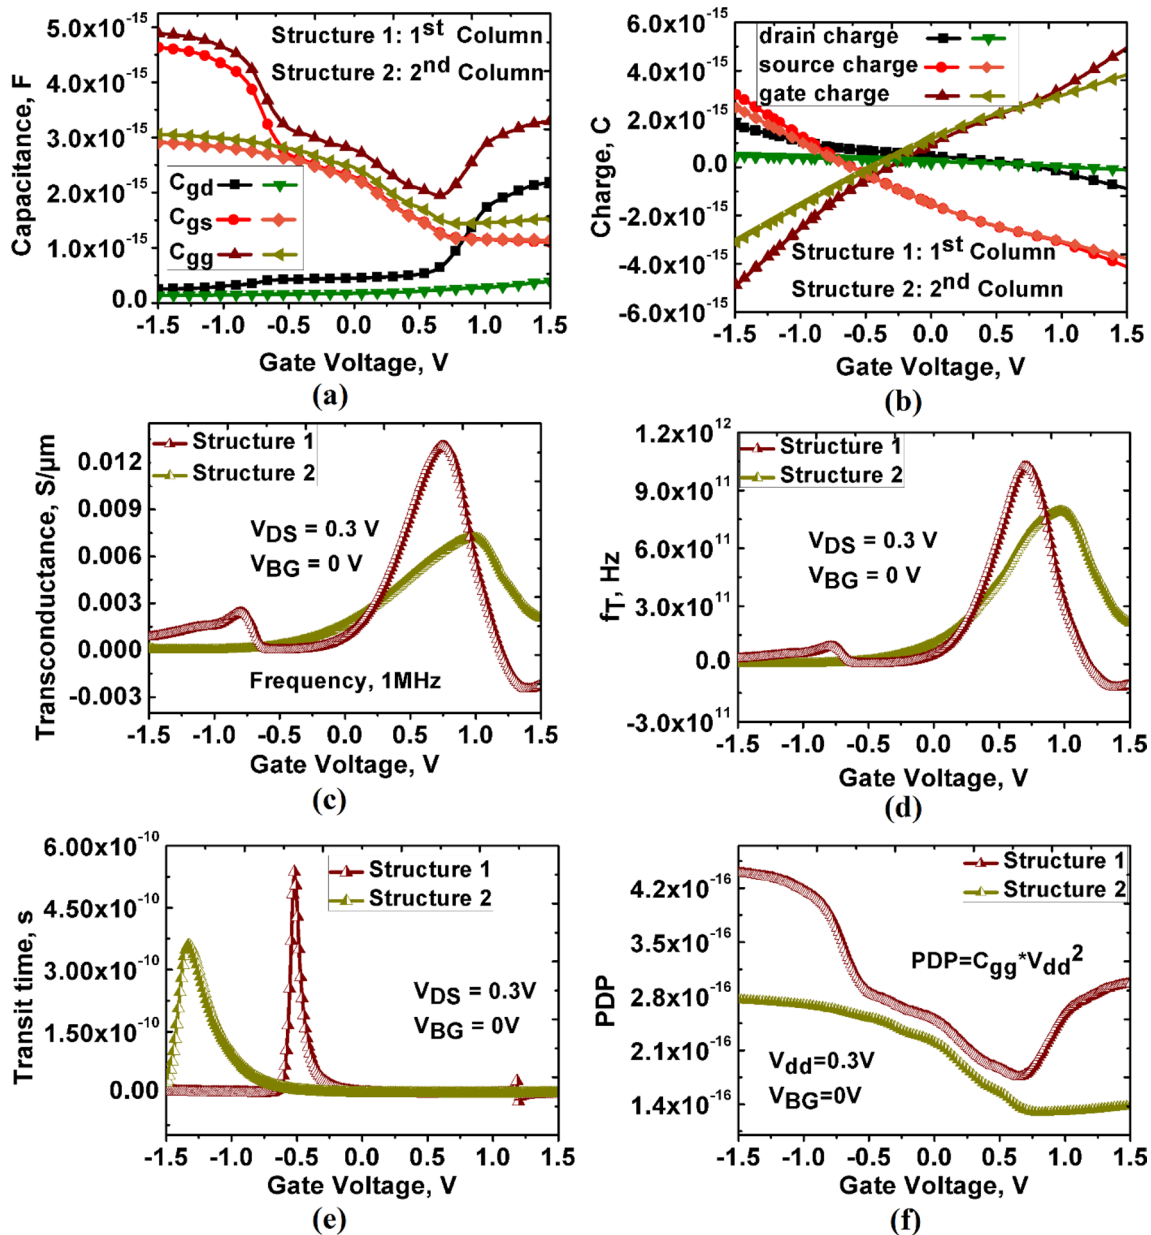 5.0x10-15
4.0x10-15
3.0x10-15
2.0x10-15
1.0x10-15
0.0
Capacitance, F
Structure 1: 1st Column
Structure 2: 2nd Column
Cgd
Cgs
Cgg
-1.5 -1.0 -0.5 0.0 0.5 1.0 1.5
Gate Voltage, V
(a)
6.0x10-15
4.0x10-15
2.0x10-15
0.0
-2.0x10-15
-4.0x10-15
-6.0x10-15
Charge, C
drain charge
source charge
gate charge
Structure 1: 1st Column
Structure 2: 2nd Column
-1.5 -1.0 -0.5 0.0 0.5 1.0 1.5
Gate Voltage, V
(b)
0.012
0.009
0.006
0.003
0.000
-0.003
Transconductance, S/µm
Structure 1
Structure 2
VDS = 0.3 V
VBG = 0 V
Frequency, 1MHz
-1.5 -1.0 -0.5 0.0 0.5 1.0 1.5
Gate Voltage, V
(c)
1.2x1012
9.0x1011
6.0x1011
3.0x1011
0.0
-3.0x1011
fT, Hz
Structure 1
Structure 2
VDS = 0.3 V
VBG = 0 V
-1.5 -1.0 -0.5 0.0 0.5 1.0 1.5
Gate Voltage, V
(d)
6.00x10-10
4.50x10-10
3.00x10-10
1.50x10-10
0.00
Transit time, s
Structure 1
Structure 2
VDS = 0.3V
VBG = 0V
-1.5 -1.0 -0.5 0.0 0.5 1.0 1.5
Gate Voltage, V
(e)
4.2x10-16
3.5x10-16
2.8x10-16
2.1x10-16
1.4x10-16
PDP
Structure 1
Structure 2
PDP=Cgg*Vdd2
Vdd=0.3V
VBG=0V
-1.5 -1.0 -0.5 0.0 0.5 1.0 1.5
Gate Voltage, V
(f)